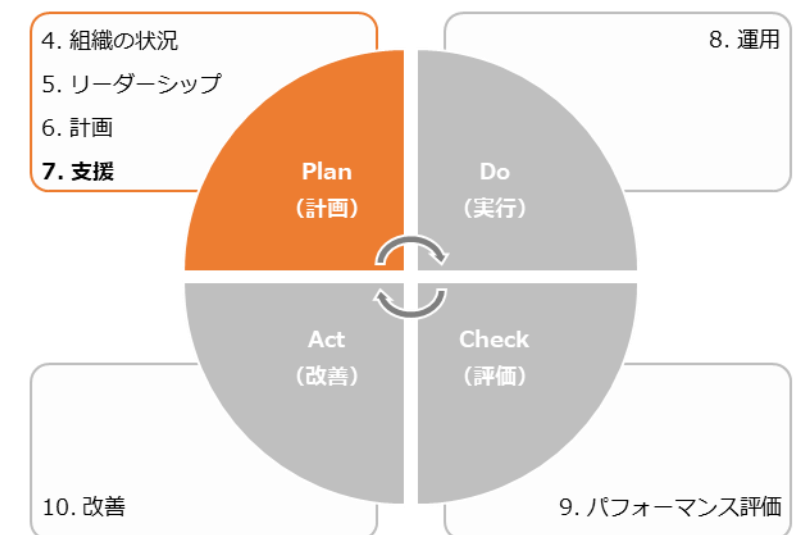 4. 組織の状況
5. リーダーシップ
6. 計画
7. 支援
8. 運用
Plan
（計画）
Do
（実行）
Act
（改善）
Check
（評価）
10. 改善
9. パフォーマンス評価